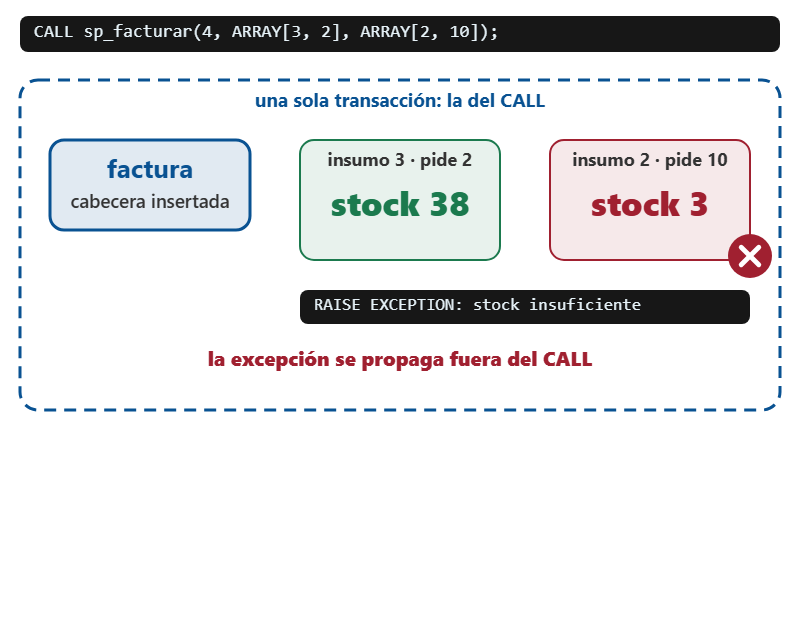 CALL sp_facturar(4, ARRAY[3, 2], ARRAY[2, 10]);
una sola transacción: la del CALL
factura
cabecera insertada
insumo 3 · pide 2
stock 38
insumo 2 · pide 10
stock 3
RAISE EXCEPTION: stock insuficiente
la excepción se propaga fuera del CALL